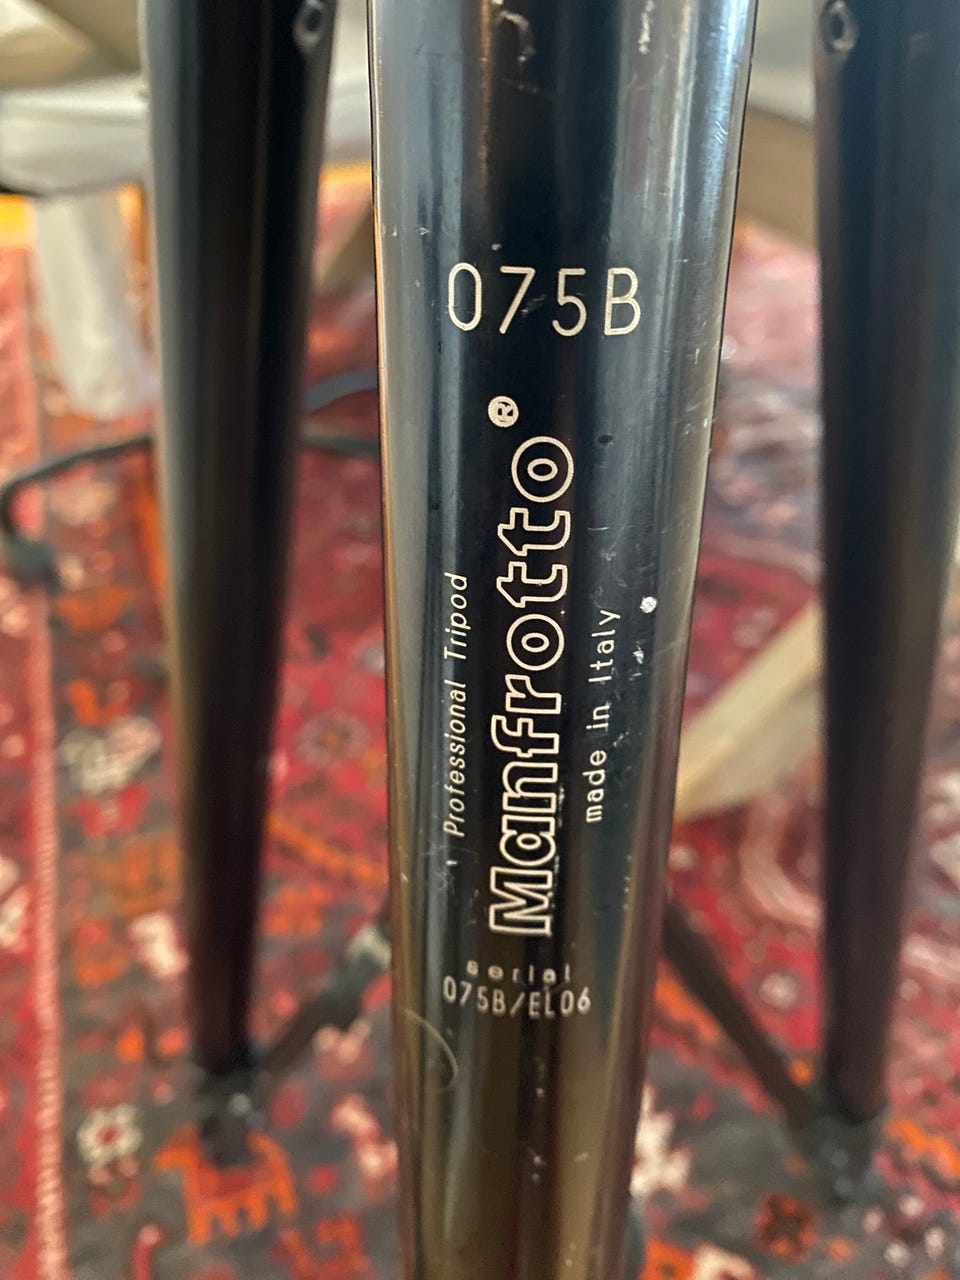 075B
Professional Tripod
Manfrotto®
made in Italy
serial
075B/EL06